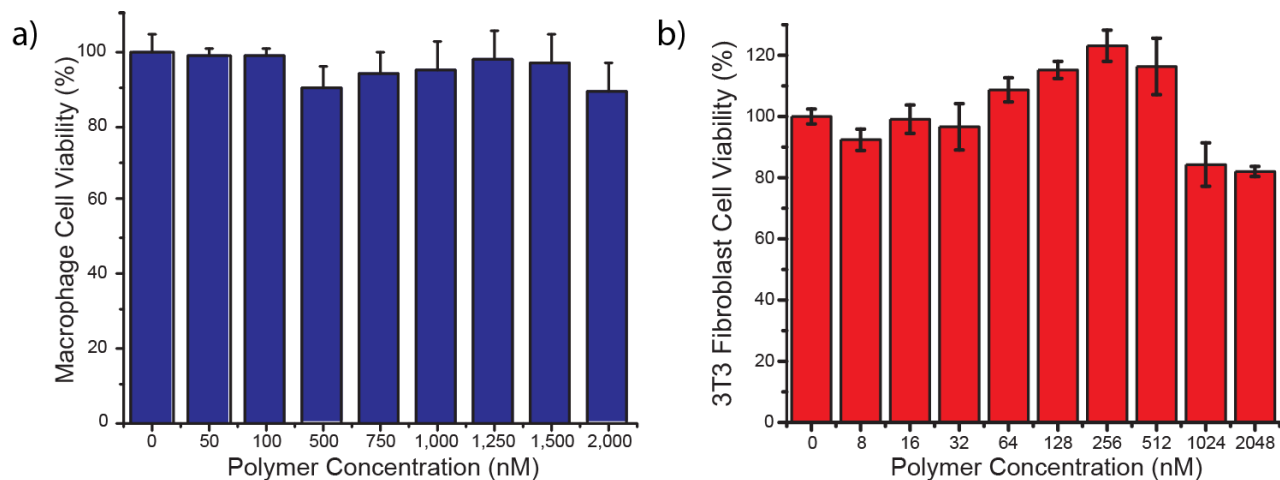 a)
Macrophage Cell Viability (%)
100
80
60
40
20
0
0 50 100 500 750 1,000 1,250 1,500 2,000
Polymer Concentration (nM)
b)
3T3 Fibroblast Cell Viability (%)
120
100
80
60
40
20
0
0 8 16 32 64 128 256 512 1024 2048
Polymer Concentration (nM)